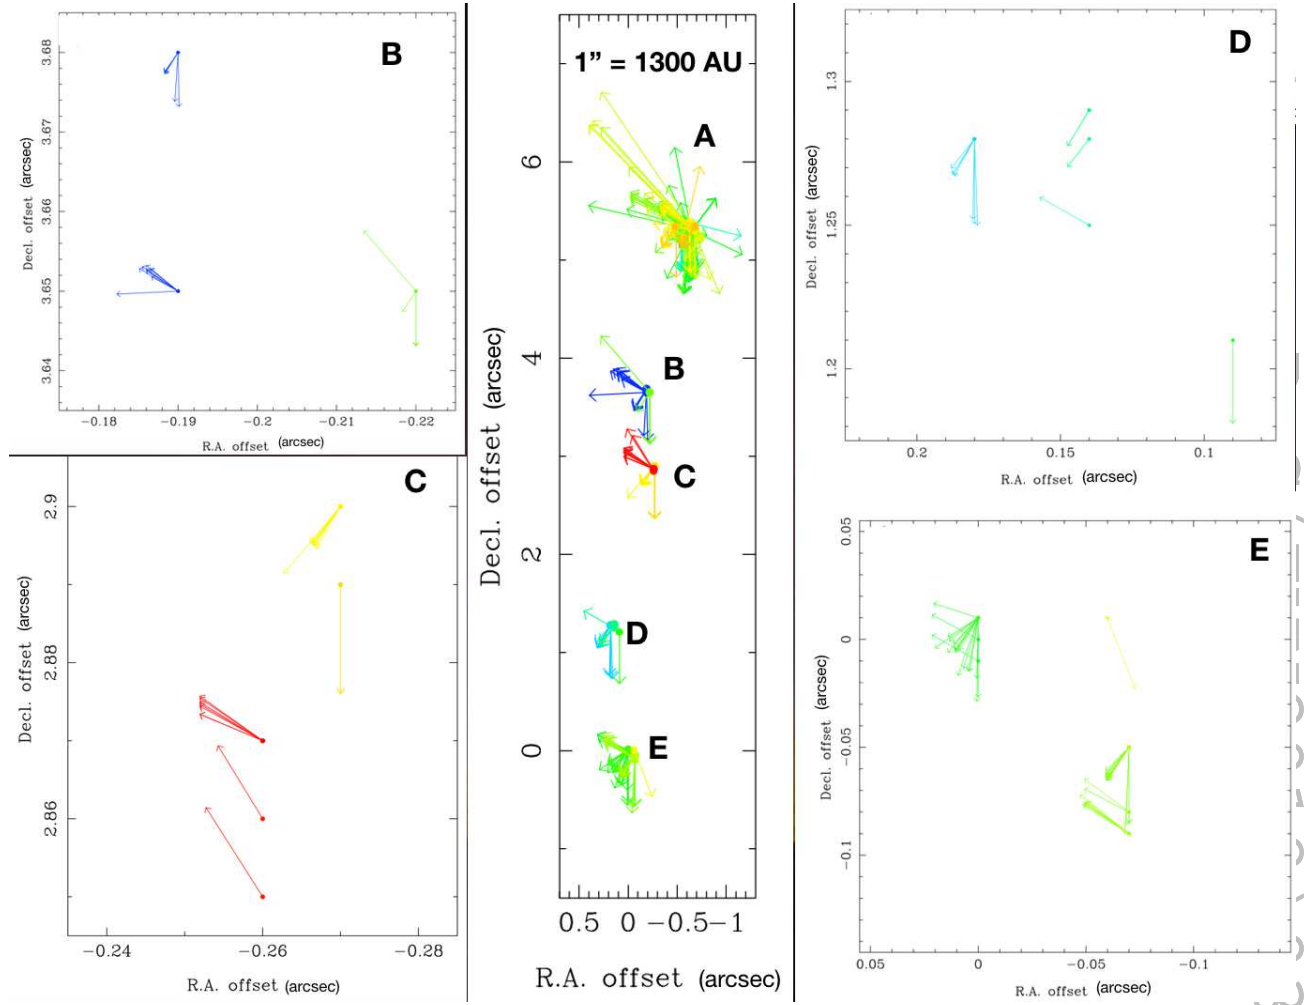 B
3.68
3.67
3.66
3.65
3.64
Decl. offset (arcsec)
−0.18 −0.19 −0.2 −0.21 −0.22
R.A. offset (arcsec)
C
2.9
2.88
2.86
Decl. offset (arcsec)
−0.24 −0.26 −0.28
R.A. offset (arcsec)
1” = 1300 AU
A
B
C
D
E
6
4
2
0
Decl. offset (arcsec)
0.5 0 −0.5 −1
R.A. offset (arcsec)
D
1.3
1.25
1.2
Decl. offset (arcsec)
0.2 0.15 0.1
R.A. offset (arcsec)
E
0.05
0
−0.05
−0.1
Decl. offset (arcsec)
0.05 0 −0.05 −0.1
R.A. offset (arcsec)